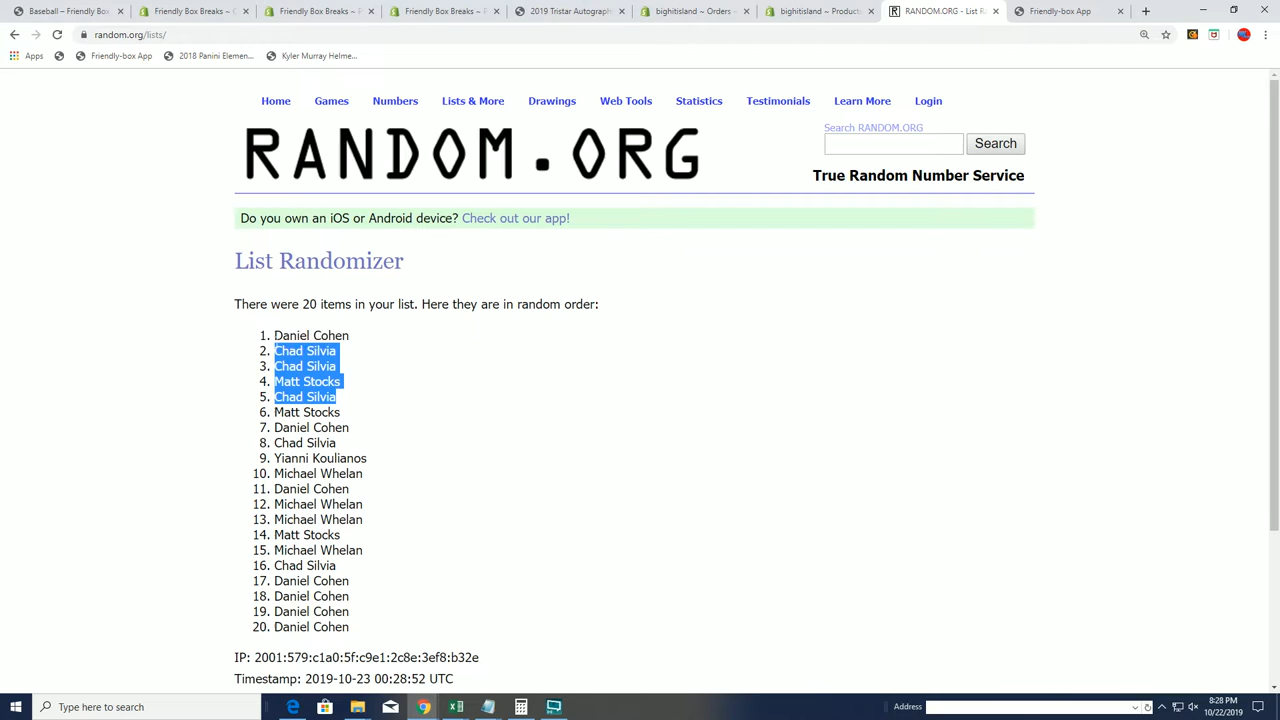 Baseball – Friendly Box
Friendly Box Breaks – C
Friendly Box Breaks – P
Friendly Box Breaks – P
2019 Tristar Autograph
bighitisland ~ Orders ~
bighitisland ~ Product
RANDOM.ORG - List R
Friendly-box App
random.org/lists/
Apps
Friendly-box App
2018 Panini Elemen...
Kyler Murray Helme...
Home Games Numbers Lists & More Drawings Web Tools Statistics Testimonials Learn More Login
RANDOM.ORG
Search RANDOM.ORG
Search
True Random Number Service
Do you own an iOS or Android device? Check out our app!
List Randomizer
There were 20 items in your list. Here they are in random order:
1. Daniel Cohen
2. Chad Silvia
3. Chad Silvia
4. Matt Stocks
5. Chad Silvia
6. Matt Stocks
7. Daniel Cohen
8. Chad Silvia
9. Yianni Koulianos
10. Michael Whelan
11. Daniel Cohen
12. Michael Whelan
13. Michael Whelan
14. Matt Stocks
15. Michael Whelan
16. Chad Silvia
17. Daniel Cohen
18. Daniel Cohen
19. Daniel Cohen
20. Daniel Cohen
IP: 2001:579:c1a0:5f:c9e1:2c8e:3ef8:b32e
Timestamp: 2019-10-23 00:28:52 UTC
Type here to search
Address
8:28 PM
10/22/2019